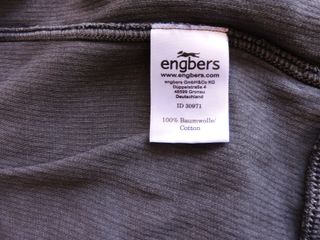 engbers
www.engbers.com
engbers GmbH&Co KG
Düppelstraße 4
48599 Gronau
Deutschland
ID 30971
100% Baumwolle/
Cotton